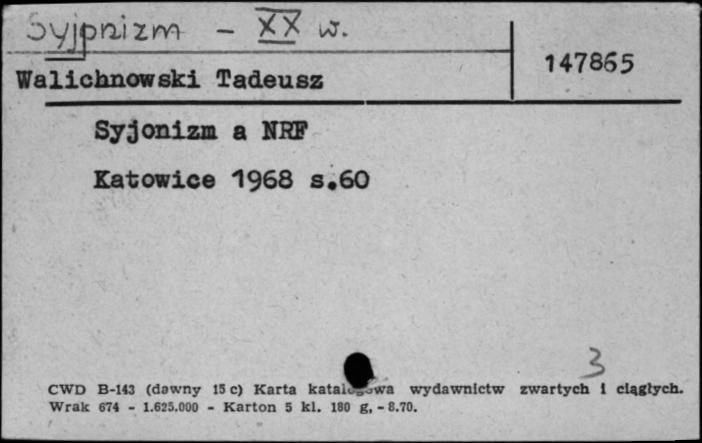 Syjonizm - XX w.
147865
Walichnowski Tadeusz
Syjonizm a NRF
Katowice 1968 s.60
3
CWD B-143 (dawny 15 c) Karta katalogowa wydawnictw zwartych i ciągłych.
Wrak 674 - 1.625.000 - Karton 5 kl. 180 g, - 8.70.